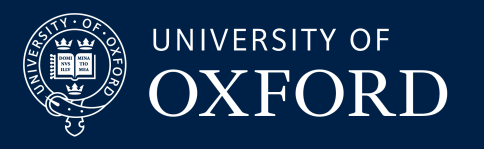 UNIVERSITY · OF · OXFORD
DOMI MINA
NVS TIO
ILLV MEA
UNIVERSITY OF
OXFORD